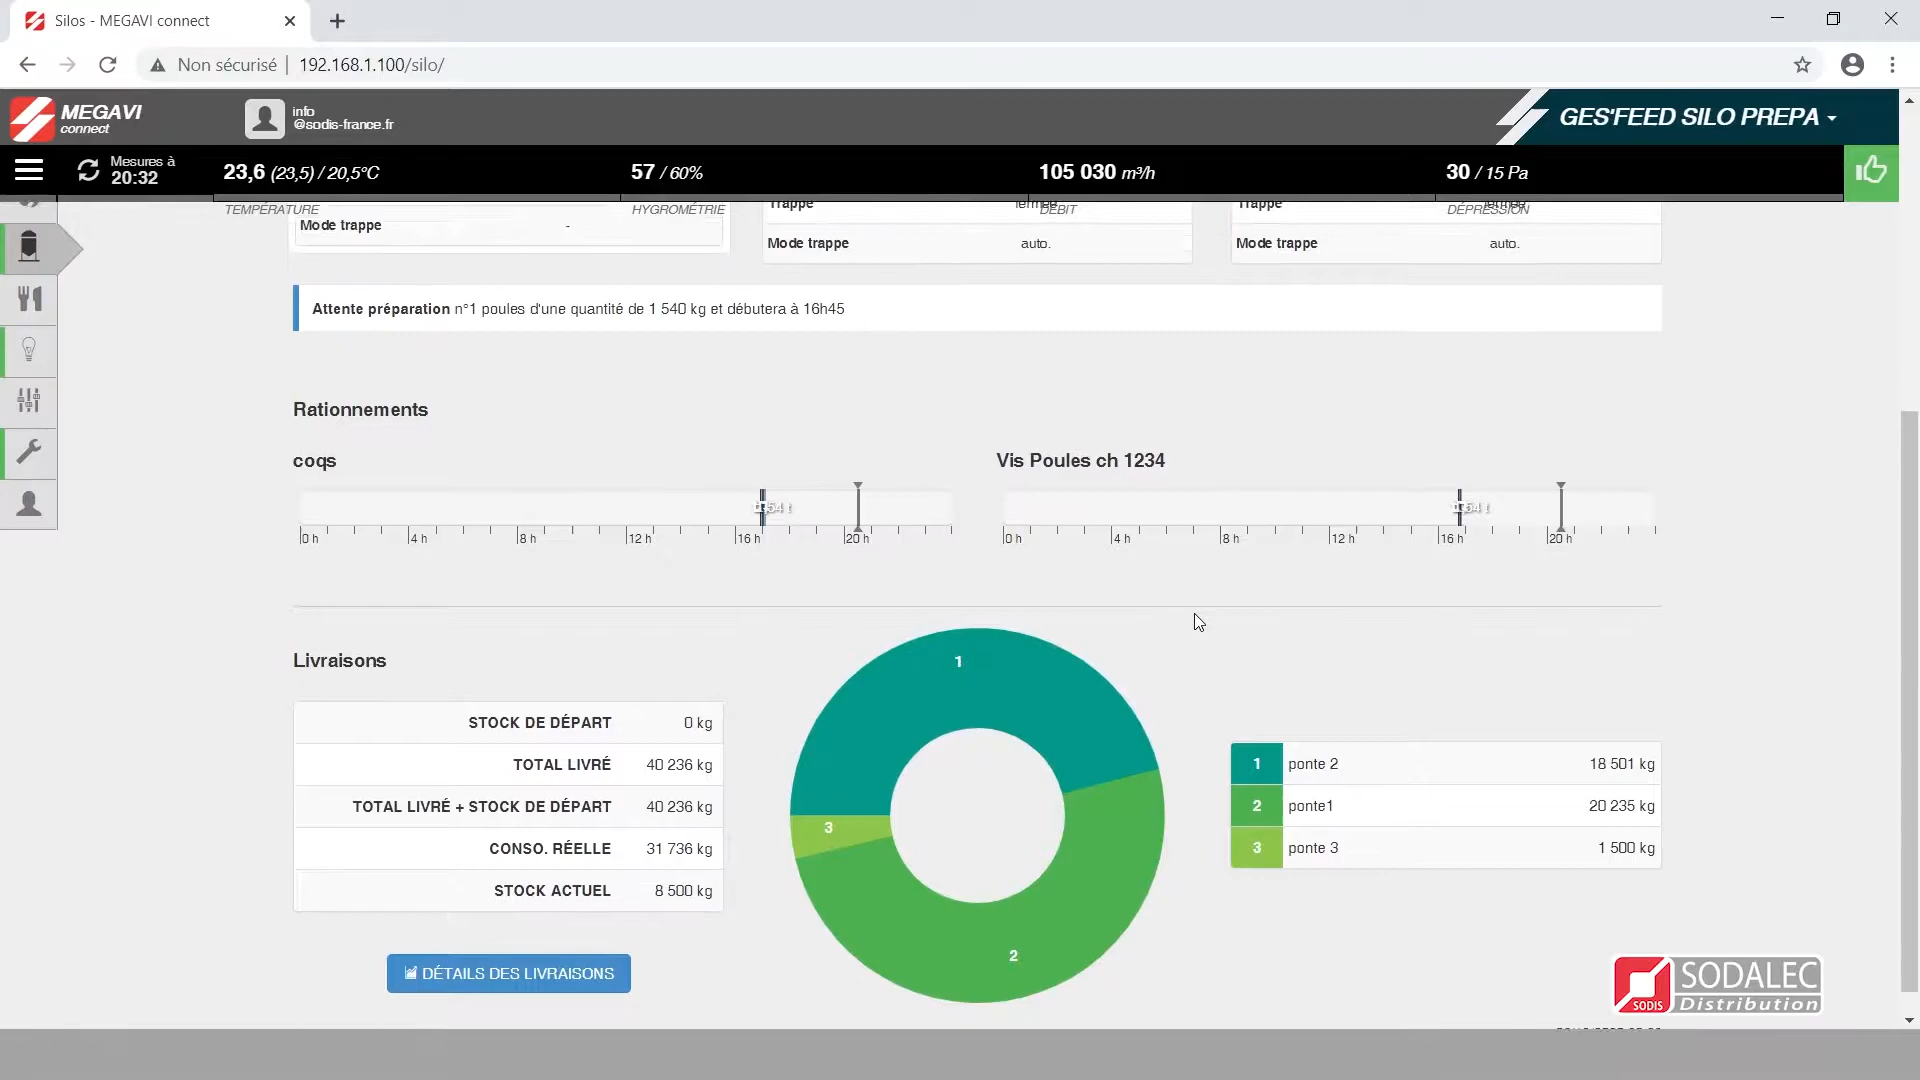 Silos - MEGAVI connect
Non sécurisé
192.168.1.100/silo/
MEGAVI
connect
info
@sodis-france.fr
GES'FEED SILO PREPA
Mesures à
20:32
23,6 (23,5) / 20,5°C
57 / 60%
105 030 m³/h
30 / 15 Pa
TEMPÉRATURE
HYGROMÉTRIE
DÉBIT
DÉPRESSION
Trappe
fermée
Trappe
Mode trappe -
Mode trappe auto.
Mode trappe auto.
Attente préparation n°1 poules d'une quantité de 1 540 kg et débutera à 16h45
Rationnements
coqs
Vis Poules ch 1234
0 h 4 h 8 h 12 h 16 h 20 h
0 h 4 h 8 h 12 h 16 h 20 h
Livraisons
STOCK DE DÉPART 0 kg
TOTAL LIVRÉ 40 236 kg
TOTAL LIVRÉ + STOCK DE DÉPART 40 236 kg
CONSO. RÉELLE 31 736 kg
STOCK ACTUEL 8 500 kg
DÉTAILS DES LIVRAISONS
1
3
2
1 ponte 2 18 501 kg
2 ponte1 20 235 kg
3 ponte 3 1 500 kg
SODIS
SODALEC
Distribution